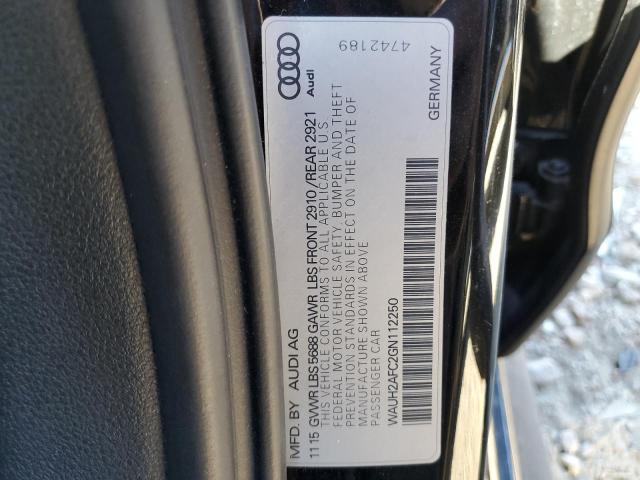 4742189
Audi
GERMANY
MFD. BY AUDI AG
11 15 GVWR LBS 5688 GAWR LBS FRONT 2910 / REAR 2921
THIS VEHICLE CONFORMS TO ALL APPLICABLE U.S.
FEDERAL MOTOR VEHICLE SAFETY, BUMPER AND THEFT
PREVENTION STANDARDS IN EFFECT ON THE DATE OF
MANUFACTURE SHOWN ABOVE
PASSENGER CAR
WAUH2AFC2GN112250